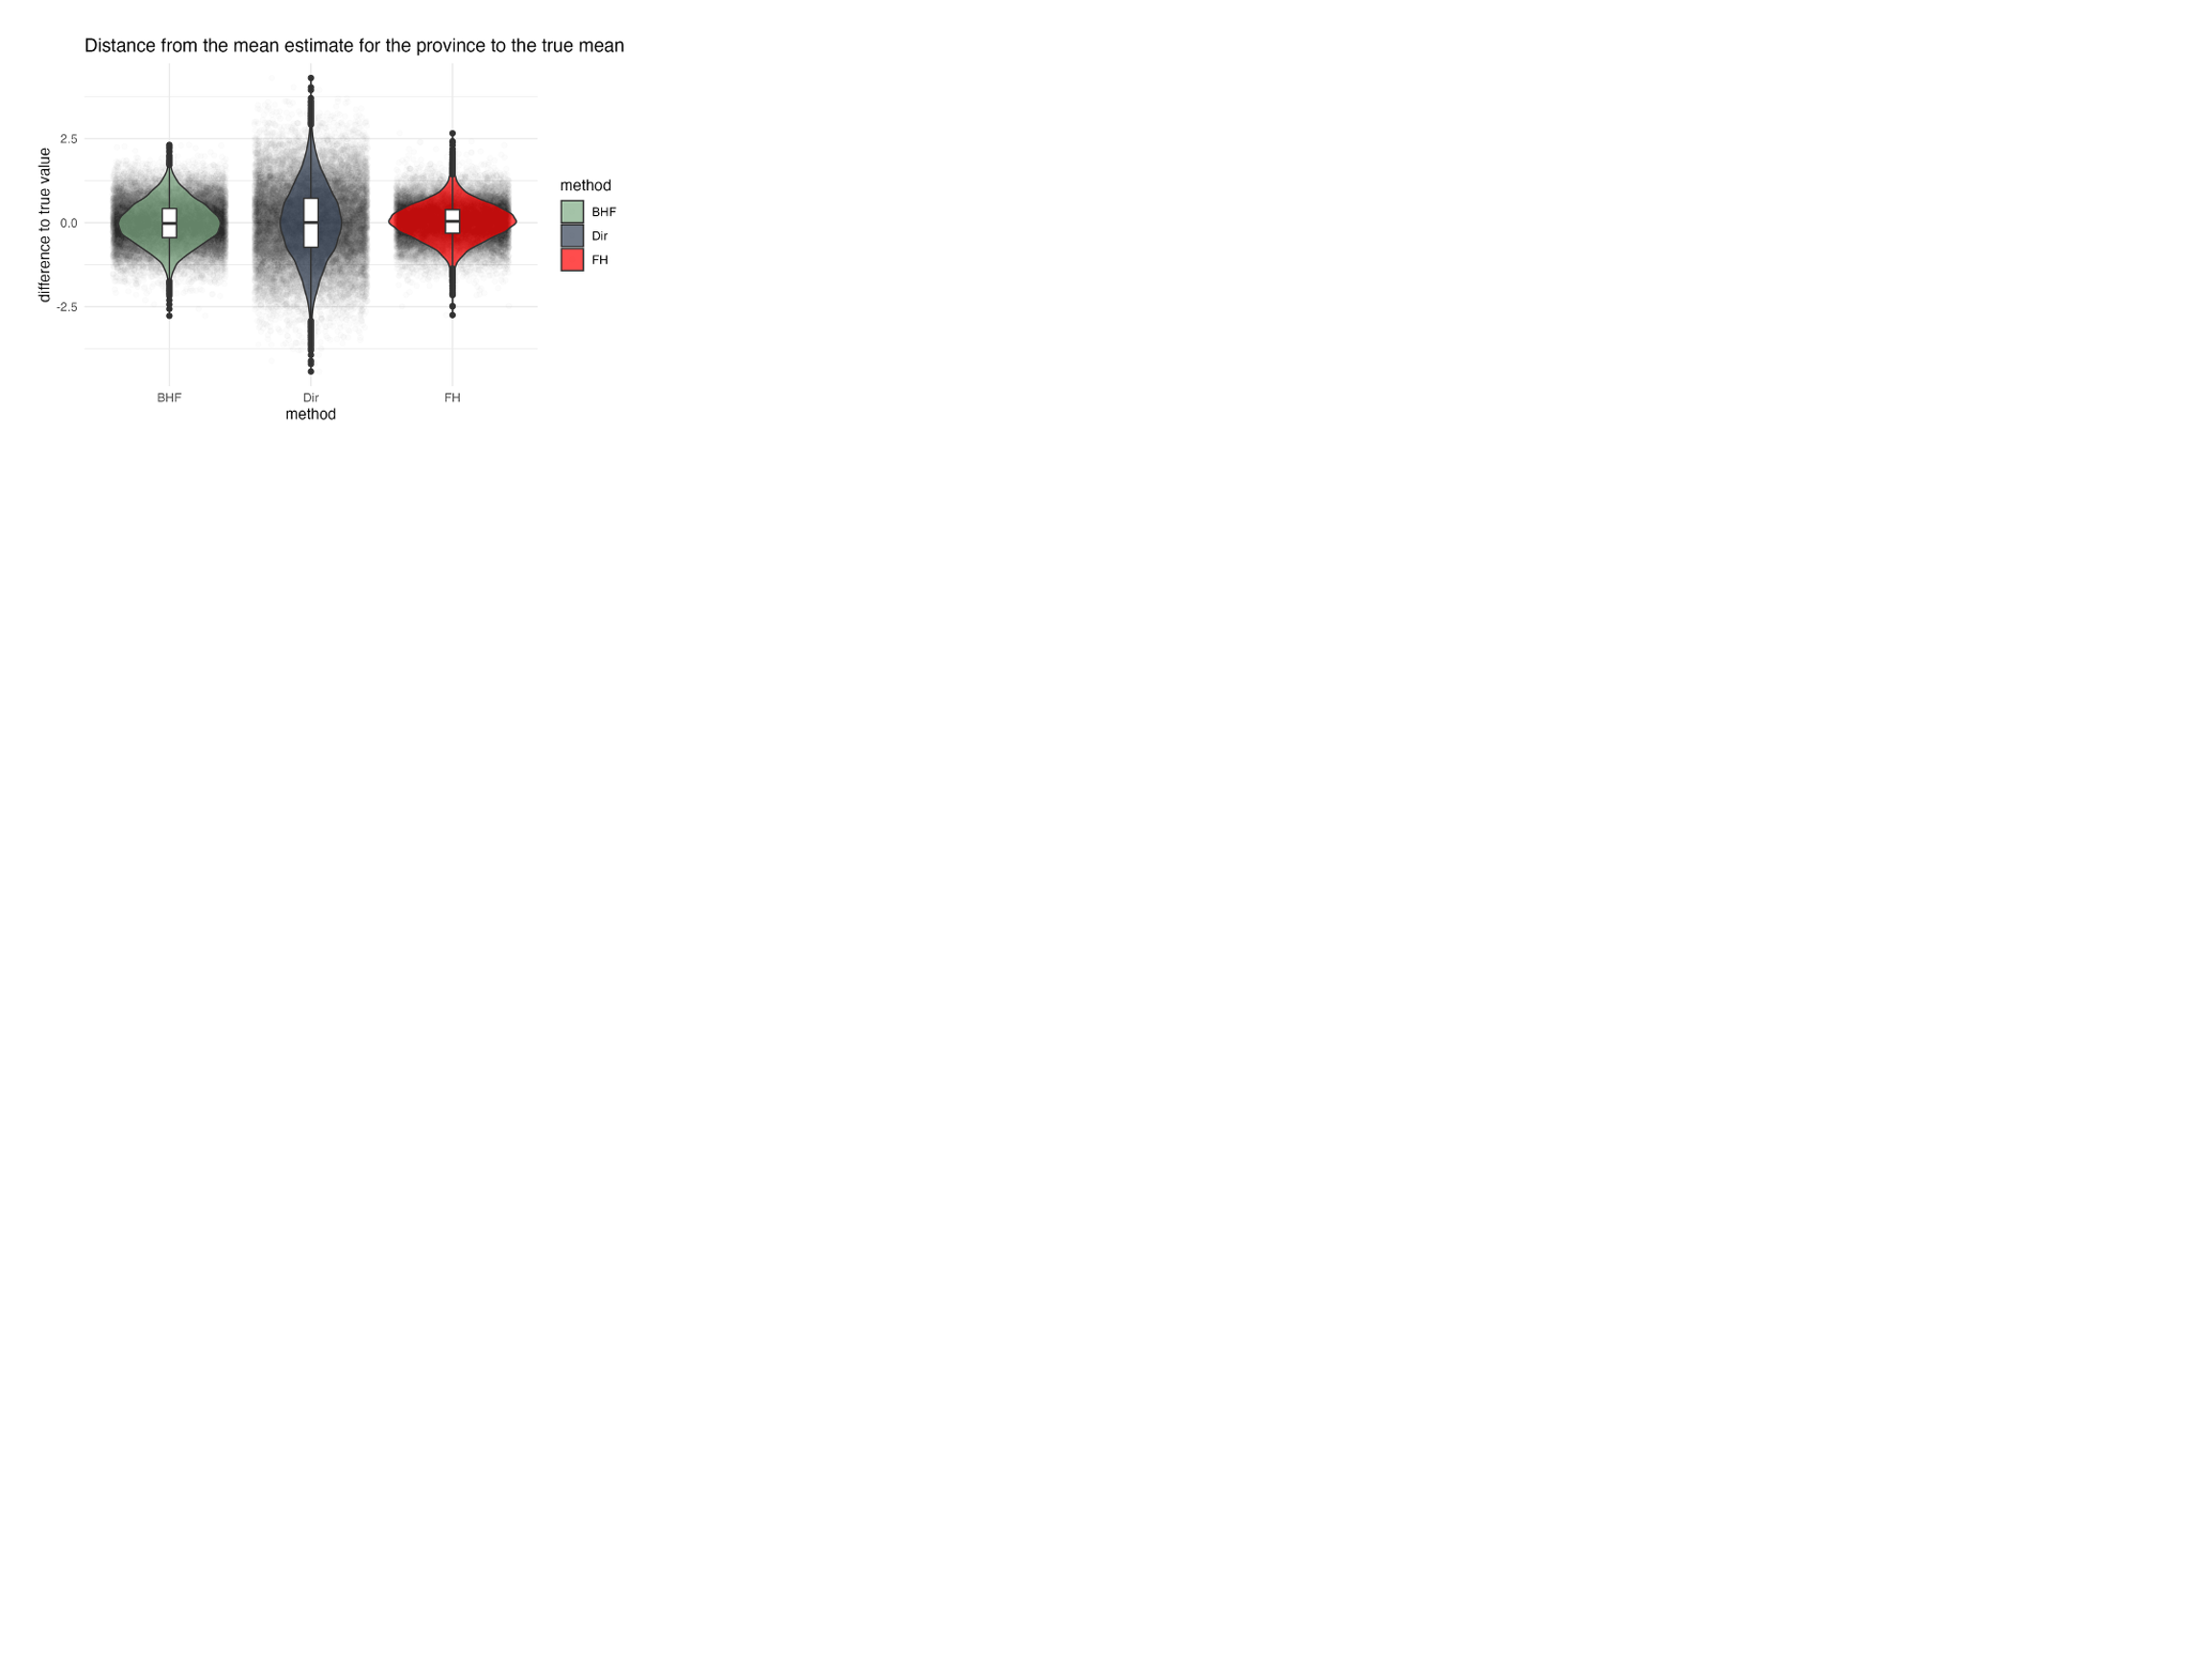 Distance from the mean estimate for the province to the true mean
difference to true value
2.5
0.0
-2.5
BHF
Dir
FH
method
method
BHF
Dir
FH